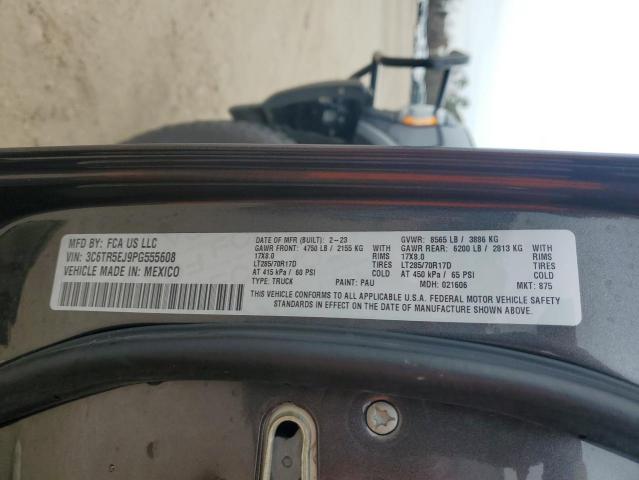 MFD BY: FCA US LLC
VIN: 3C6TR5EJ9PG555608
VEHICLE MADE IN: MEXICO
DATE OF MFR (BUILT): 2-23
GAWR FRONT: 4750 LB / 2155 KG
17X8.0
LT285/70R17D
AT 415 kPa / 60 PSI
TYPE: TRUCK
WITH
RIMS
TIRES
COLD
PAINT: PAU
GVWR: 8565 LB / 3886 KG
GAWR REAR: 6200 LB / 2813 KG
17X8.0
LT285/70R17D
AT 450 kPa / 65 PSI
MDH: 021606
WITH
RIMS
TIRES
COLD
MKT: 875
THIS VEHICLE CONFORMS TO ALL APPLICABLE U.S.A. FEDERAL MOTOR VEHICLE SAFETY
STANDARDS IN EFFECT ON THE DATE OF MANUFACTURE SHOWN ABOVE.